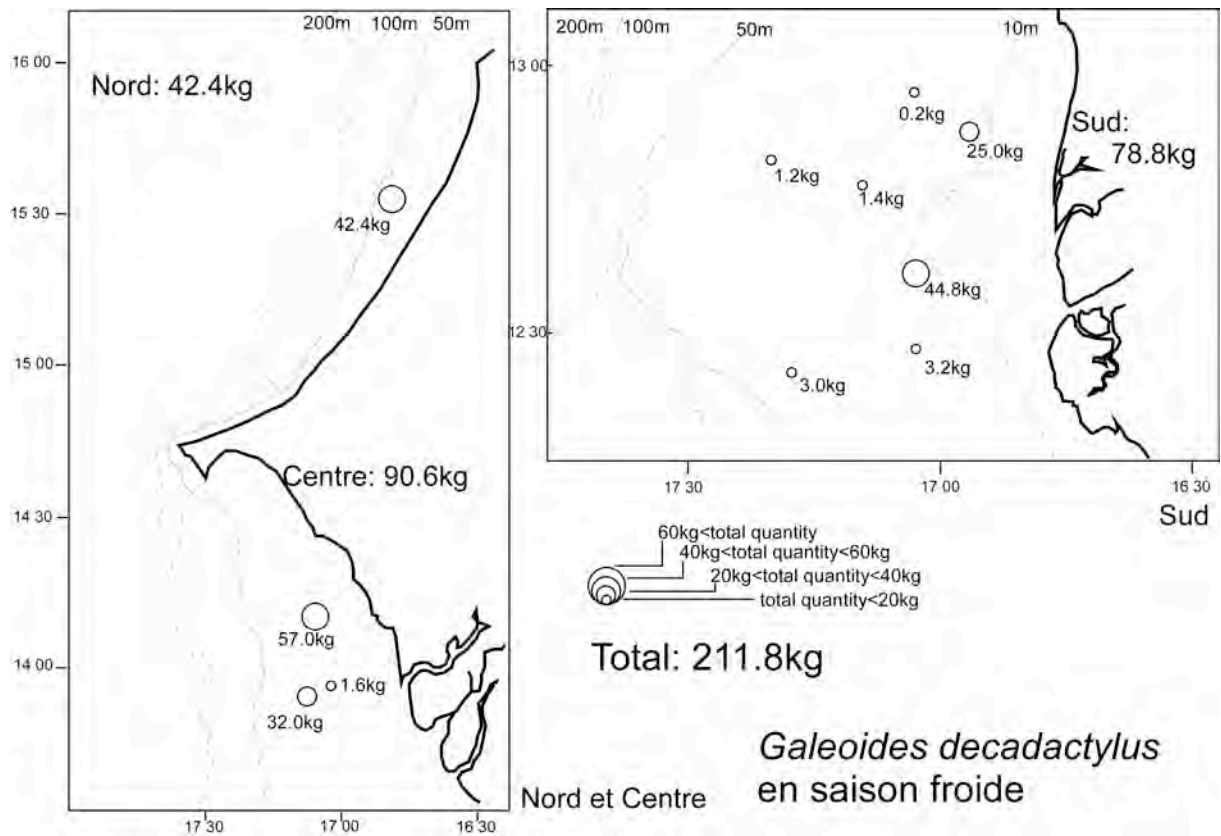 200m 100m 50m
16 00
Nord: 42.4kg
42.4kg
15 30
15 00
Centre: 90.6kg
14 30
57.0kg
14 00
1.6kg
32.0kg
17 30 17 00 16 30
Nord et Centre
200m 100m 50m 10m
13 00
0.2kg
Sud:
78.8kg
25.0kg
1.2kg
1.4kg
44.8kg
12 30
3.2kg
3.0kg
17 30 17 00 16 30
Sud
60kg<total quantity
40kg<total quantity<60kg
20kg<total quantity<40kg
total quantity<20kg
Total: 211.8kg
Galeoides decadactylus
en saison froide